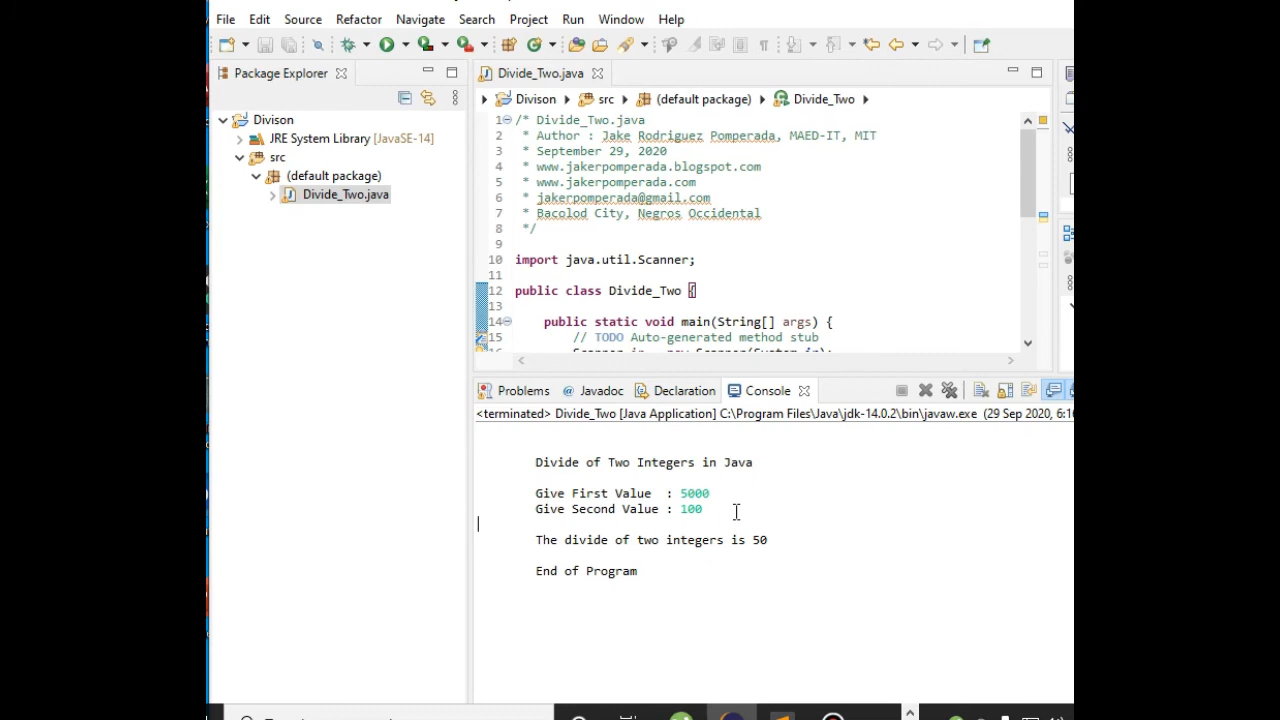 File Edit Source Refactor Navigate Search Project Run Window Help
Package Explorer
Divison
JRE System Library [JavaSE-14]
src
(default package)
Divide_Two.java
Divide_Two.java
Divison src (default package) Divide_Two
1 /* Divide_Two.java
2 * Author : Jake Rodriguez Pomperada, MAED-IT, MIT
3 * September 29, 2020
4 * www.jakerpomperada.blogspot.com
5 * www.jakerpomperada.com
6 * jakerpomperada@gmail.com
7 * Bacolod City, Negros Occidental
8 */
9
10 import java.util.Scanner;
11
12 public class Divide_Two {
13
14 public static void main(String[] args) {
15 // TODO Auto-generated method stub
Problems Javadoc Declaration Console
<terminated> Divide_Two [Java Application] C:\Program Files\Java\jdk-14.0.2\bin\javaw.exe (29 Sep 2020,
Divide of Two Integers in Java
Give First Value : 5000
Give Second Value : 100
The divide of two integers is 50
End of Program